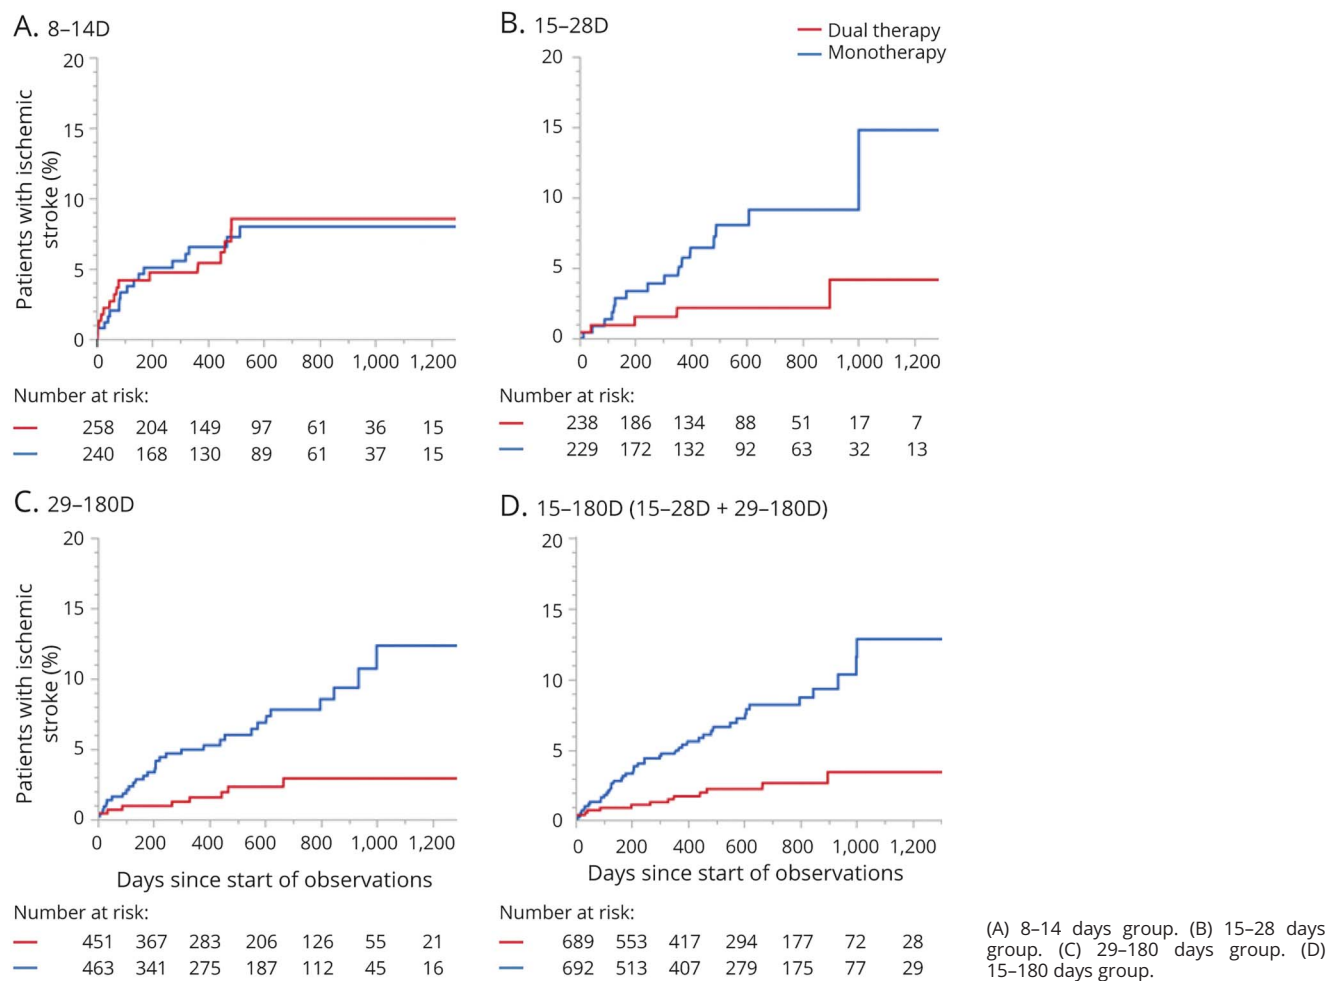 A. 8–14D
Patients with ischemic
stroke (%)
20
15
10
5
0
0 200 400 600 800 1,000 1,200
Number at risk:
258 204 149 97 61 36 15
240 168 130 89 61 37 15
B. 15–28D
Dual therapy
Monotherapy
20
15
10
5
0
0 200 400 600 800 1,000 1,200
Number at risk:
238 186 134 88 51 17 7
229 172 132 92 63 32 13
C. 29–180D
Patients with ischemic
stroke (%)
20
15
10
5
0
0 200 400 600 800 1,000 1,200
Days since start of observations
Number at risk:
451 367 283 206 126 55 21
463 341 275 187 112 45 16
D. 15–180D (15–28D + 29–180D)
20
15
10
5
0
0 200 400 600 800 1,000 1,200
Days since start of observations
Number at risk:
689 553 417 294 177 72 28
692 513 407 279 175 77 29
(A) 8–14 days group. (B) 15–28 days
group. (C) 29–180 days group. (D)
15–180 days group.